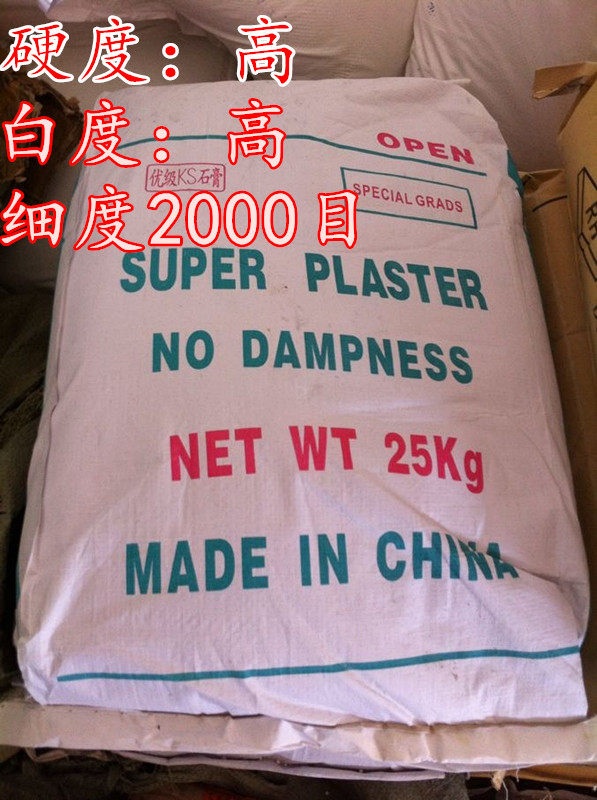 硬度：高
白度：高
细度2000目
OPEN
优级KS石膏
SPECIAL GRADS
SUPER PLASTER
NO DAMPNESS
NET WT 25Kg
MADE IN CHINA